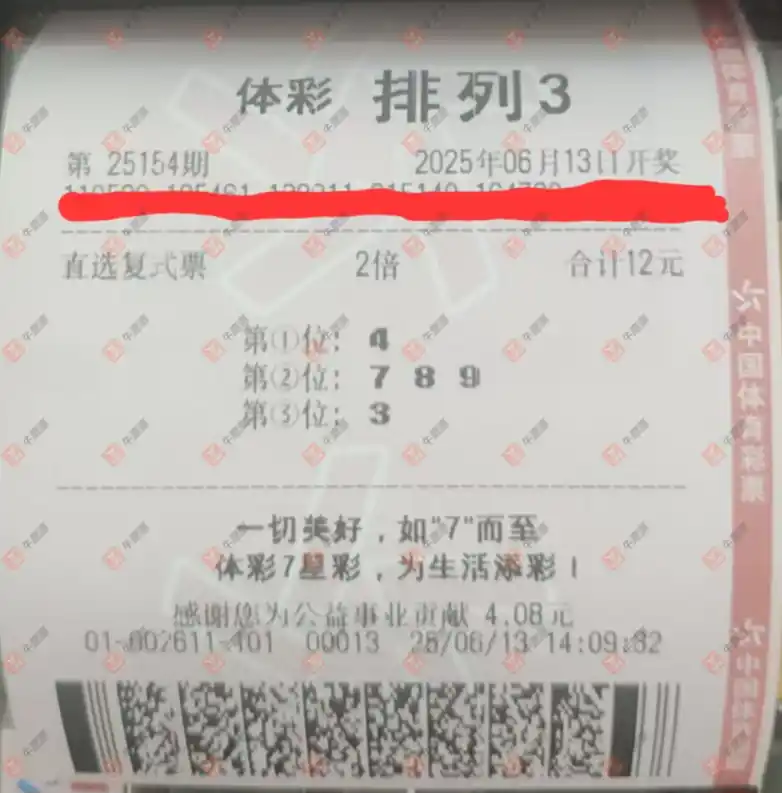 体彩 排列3
第 25154期 2025年06月13日开奖
直选复式票 2倍 合计12元
第①位: 4
第②位: 7 8 9
第③位: 3
一切美好，如"7"而至
体彩7星彩，为生活添彩！
感谢您为公益事业贡献 4.08元
01-002611-101 00013 25/06/13 14:09:32
中国体育彩票